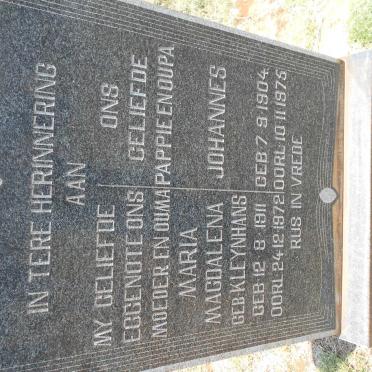 IN TERE HERINNERING
AAN
MY GELIEFDE
EGGENOTE ONS
MOEDER EN OUMA
MARIA
MAGDALENA
GEB. KLEYNHANS
GEB. 12. 8. 1911
OORL. 24. 12. 1972
ONS
GELIEFDE
PAPPIE EN OUPA
JOHANNES
GEB. 7. 9. 1904
OORL. 10. 11. 1975
RUS IN VREDE